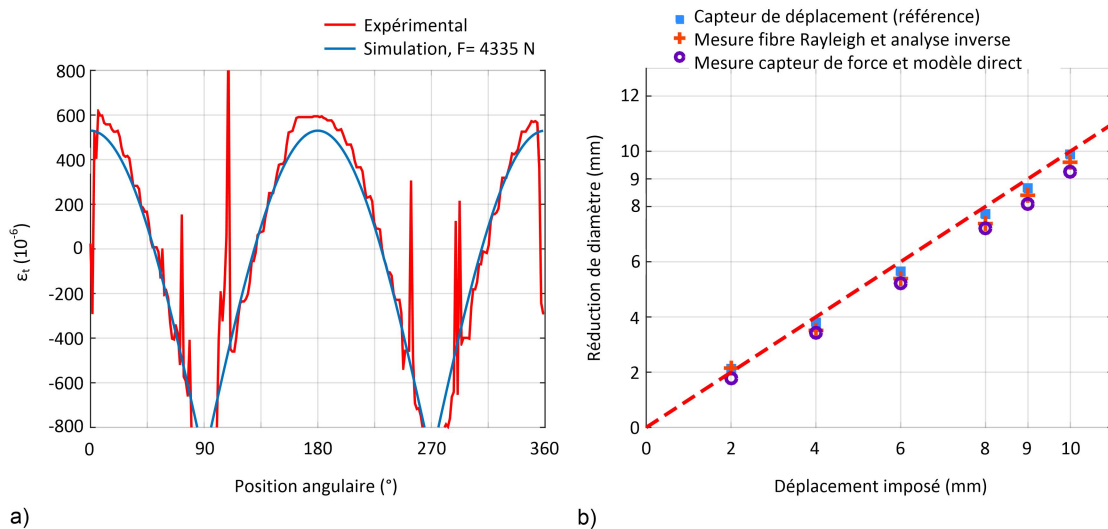 Expérimental
Simulation, F= 4335 N
800
600
400
200
0
-200
-400
-600
-800
0
90
180
270
360
εt (10⁻⁶)
Position angulaire (°)
a)
Capteur de déplacement (référence)
Mesure fibre Rayleigh et analyse inverse
Mesure capteur de force et modèle direct
12
10
9
8
6
4
2
0
0
2
4
6
8
9
10
Réduction de diamètre (mm)
Déplacement imposé (mm)
b)